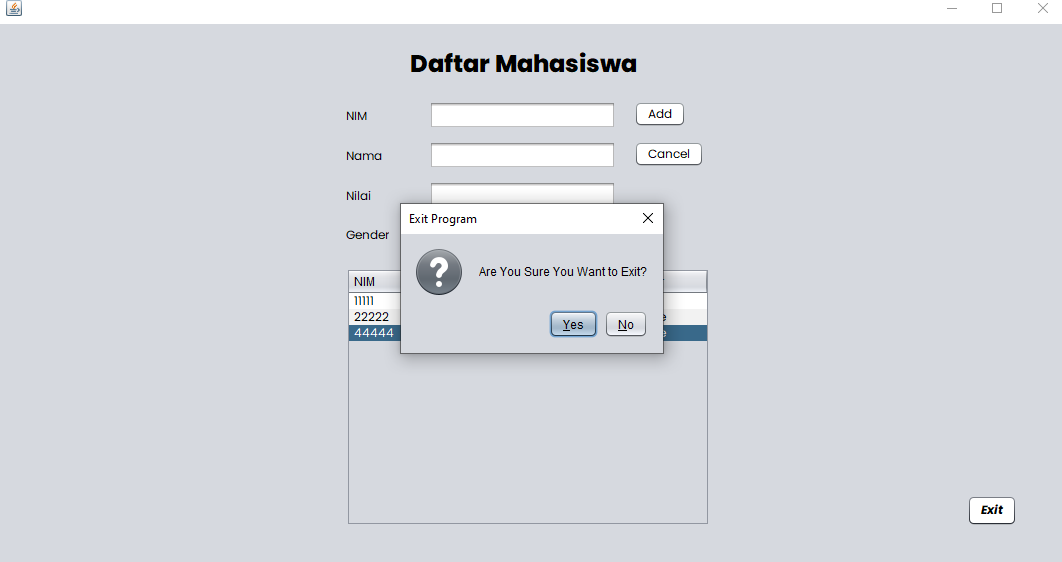 Daftar Mahasiswa
NIM
Add
Nama
Cancel
Nilai
Gender
Exit Program
Are You Sure You Want to Exit?
Yes
No
NIM
11111
22222
44444
Exit